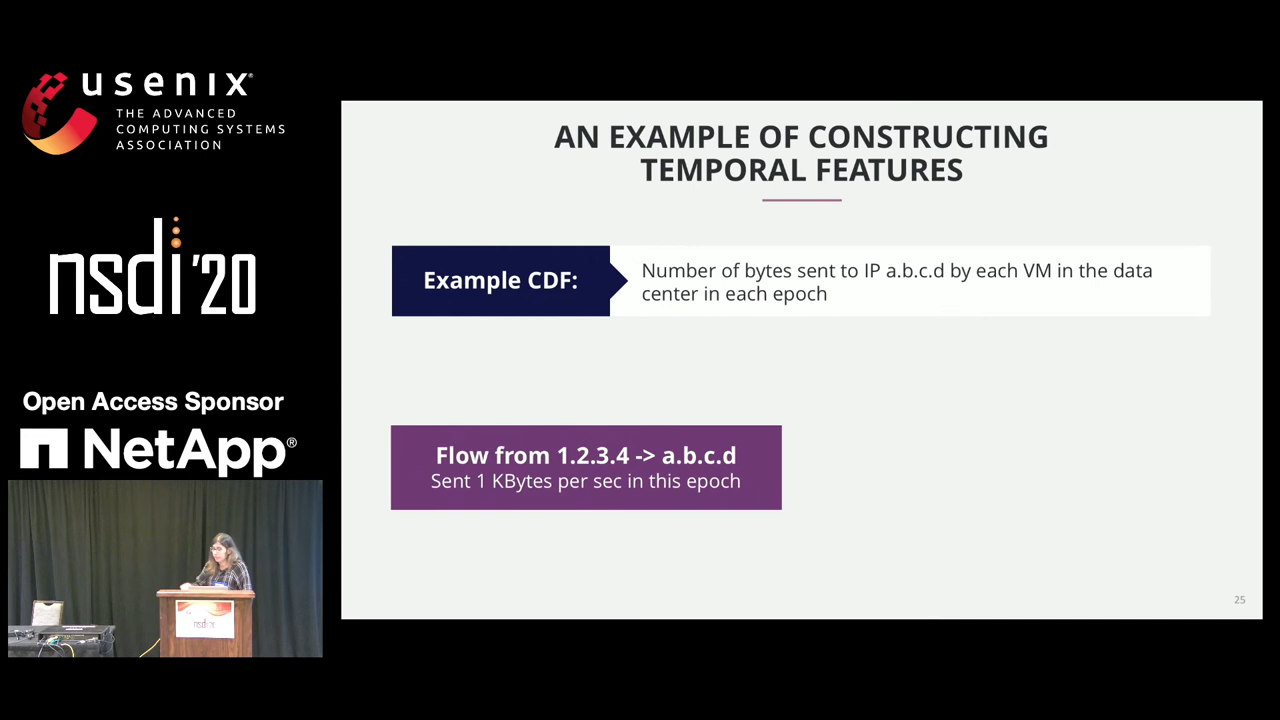 usenix®
THE ADVANCED
COMPUTING SYSTEMS
ASSOCIATION
nsdi '20
Open Access Sponsor
NetApp®
nsdi
AN EXAMPLE OF CONSTRUCTING
TEMPORAL FEATURES
Example CDF:
Number of bytes sent to IP a.b.c.d by each VM in the data
center in each epoch
Flow from 1.2.3.4 -> a.b.c.d
Sent 1 KBytes per sec in this epoch
25